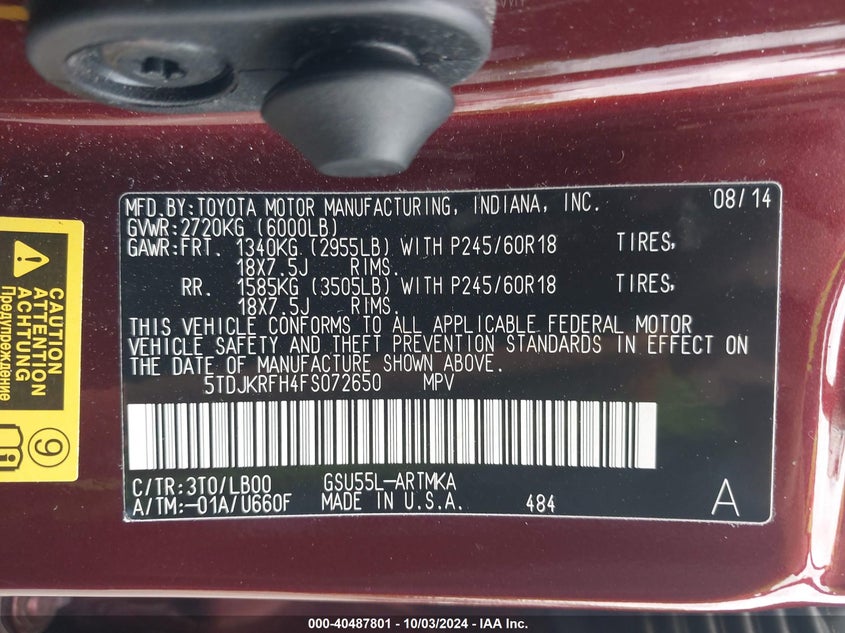 MFD.BY:TOYOTA MOTOR MANUFACTURING, INDIANA, INC. 08/14
GVWR:2720KG (6000LB)
GAWR:FRT. 1340KG (2955LB) WITH P245/60R18 TIRES,
18X7.5J RIMS.
RR. 1585KG (3505LB) WITH P245/60R18 TIRES,
18X7.5J RIMS.
THIS VEHICLE CONFORMS TO ALL APPLICABLE FEDERAL MOTOR
VEHICLE SAFETY AND THEFT PREVENTION STANDARDS IN EFFECT ON
THE DATE OF MANUFACTURE SHOWN ABOVE.
5TDJKRFH4FS072650 MPV
C/TR:3T0/LB00 GSU55L-ARTMKA
A/TM:-01A/U660F MADE IN U.S.A. 484 A
CAUTION
ATTENTION
Предупреждение
9
000-40487801 - 10/03/2024 - IAA Inc.